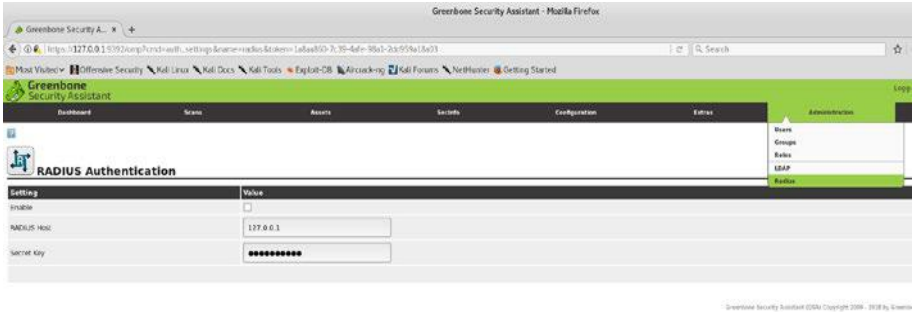 Greenbone Security Assistant - Mozilla Firefox
Greenbone Security A... ×
Search
Most Visited Offensive Security Kali Linux Kali Docs Kali Tools Exploit-DB Aircrack-ng Kali Forums NetHunter Getting Started
Greenbone
Security Assistant
Dashboard Scans Assets SecInfo Configuration Extras Administration
Users
Groups
Roles
LDAP
Radius
RADIUS Authentication
Setting Value
Enable
RADIUS Host 127.0.0.1
Secret Key ●●●●●●●●●●